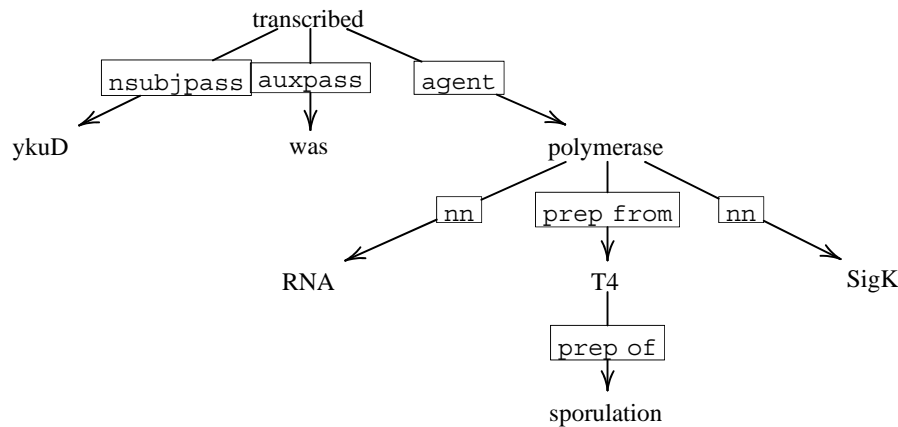 transcribed
nsubjpass auxpass agent
ykuD was polymerase
nn prep from nn
RNA T4 SigK
prep of
sporulation